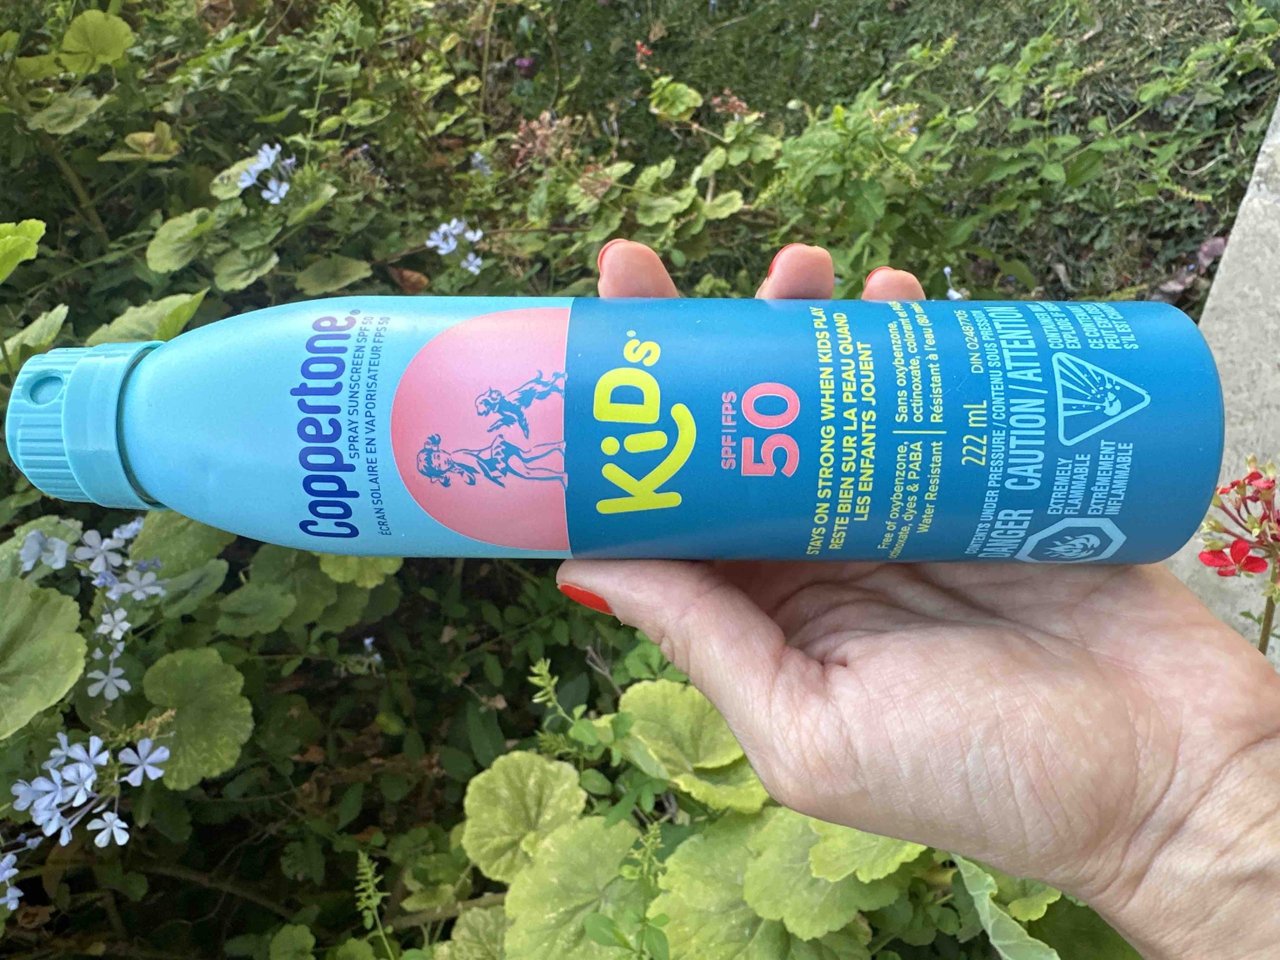 Coppertone®
SPRAY SUNSCREEN SPF 50
ÉCRAN SOLAIRE EN VAPORISATEUR FPS 50
KiDS®
SPF|FPS
50
STAYS ON STRONG WHEN KIDS PLAY
RESTE BIEN SUR LA PEAU QUAND
LES ENFANTS JOUENT
Free of oxybenzone,
octinoxate, dyes & PABA
Water Resistant
Sans oxybenzone,
octinoxate, colorant et
Résistant à l'eau (80
222 mL
DIN 02487705
CONTENTS UNDER PRESSURE / CONTENU SOUS PRESSION
DANGER CAUTION / ATTENTION
EXTREMELY
FLAMMABLE
EXTRÊMEMENT
INFLAMMABLE
CONTAINER MAY
EXPLODE IF
CE CONTENANT
PEUT EXPLOSER
S'IL EST